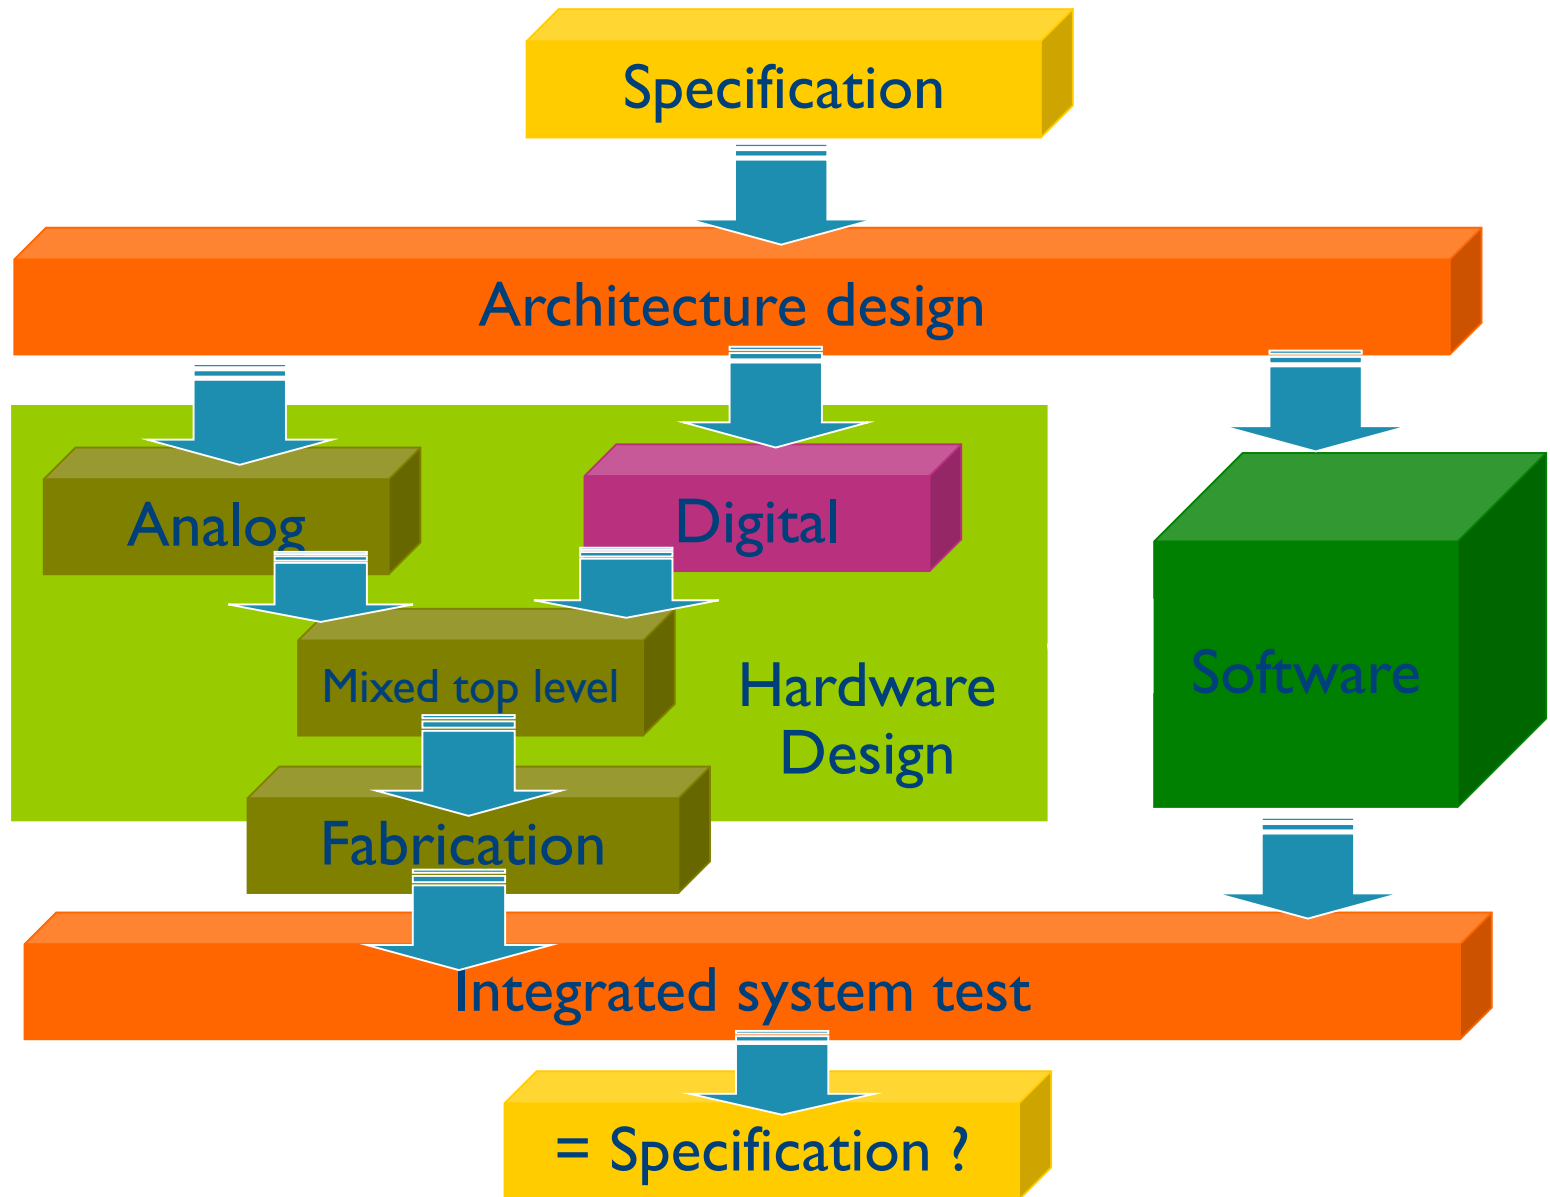 Specification
Architecture design
Analog
Digital
Mixed top level
Hardware
Design
Software
Fabrication
Integrated system test
= Specification ?